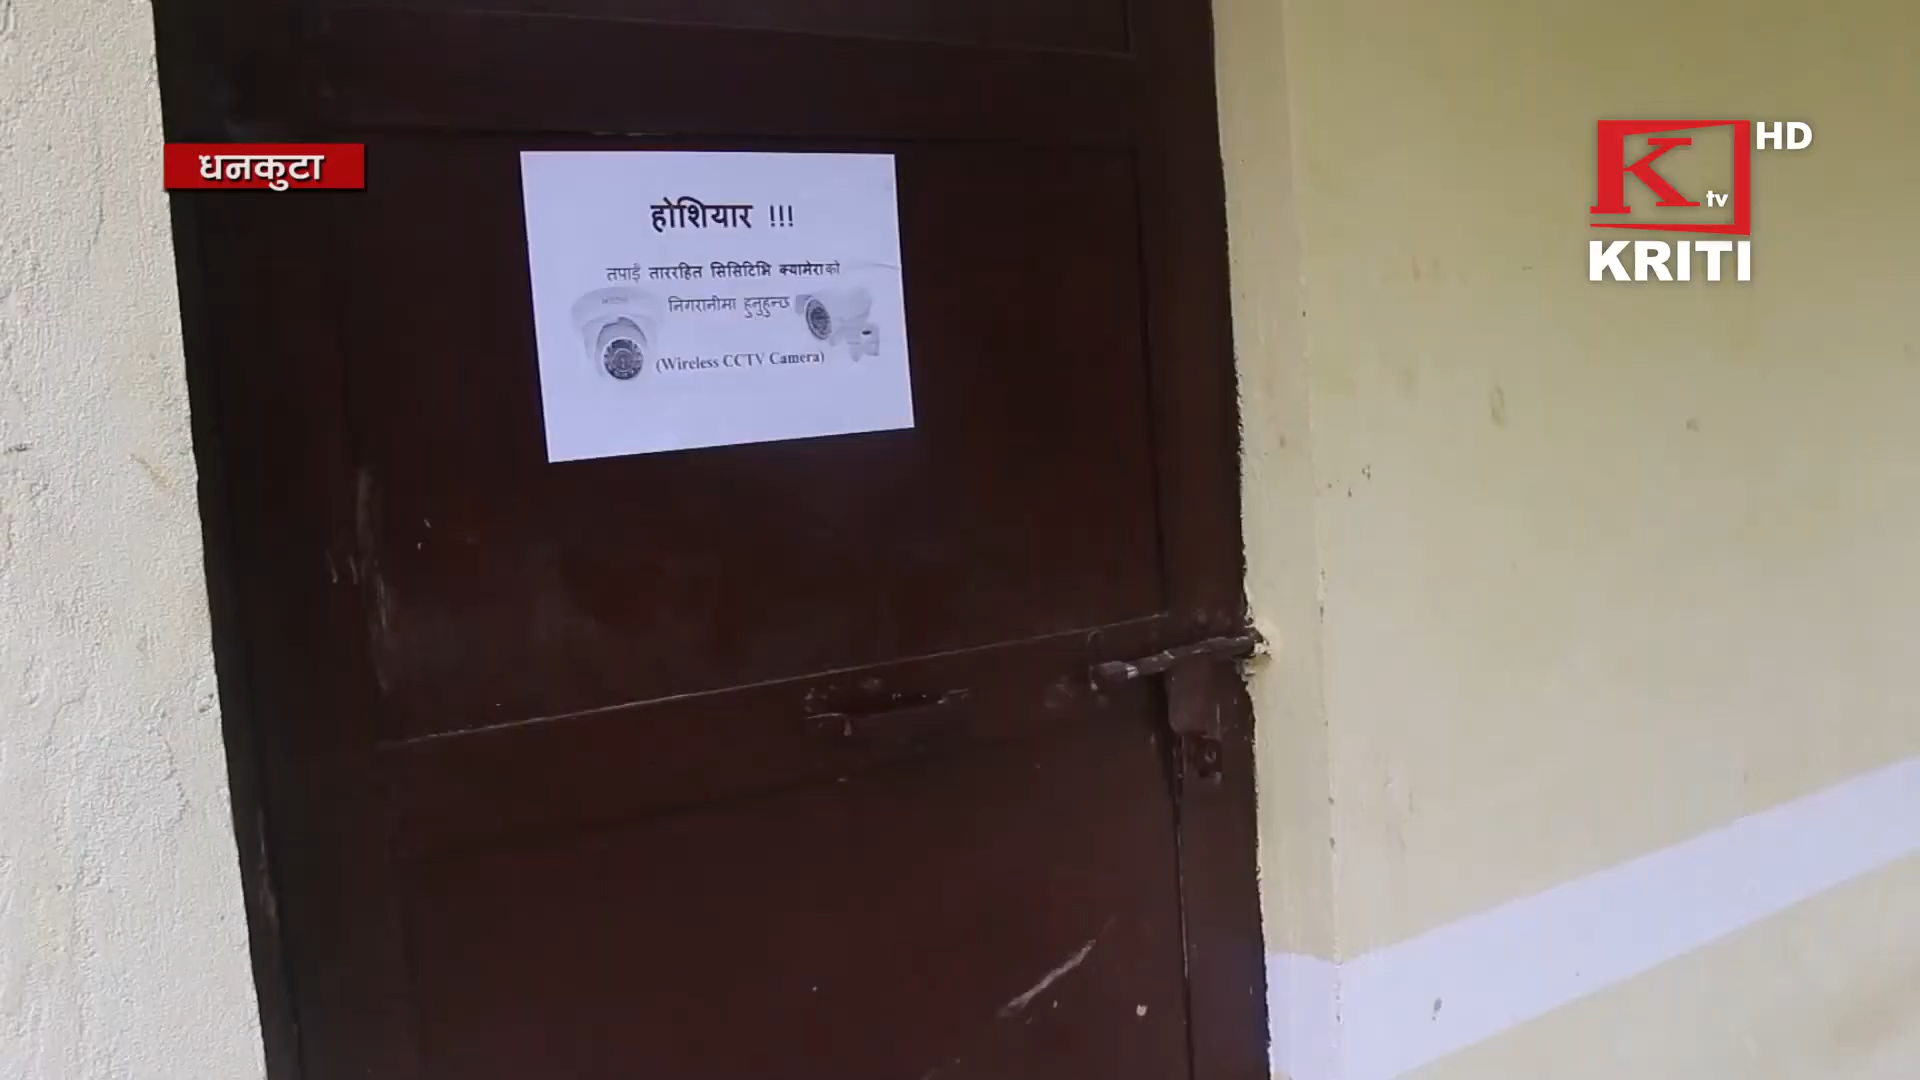 धनकुटा
K tv HD
KRITI
होशियार !!!
तपाईं ताररहित सिसिटिभि क्यामेराको
निगरानीमा हुनुहुन्छ
(Wireless CCTV Camera)